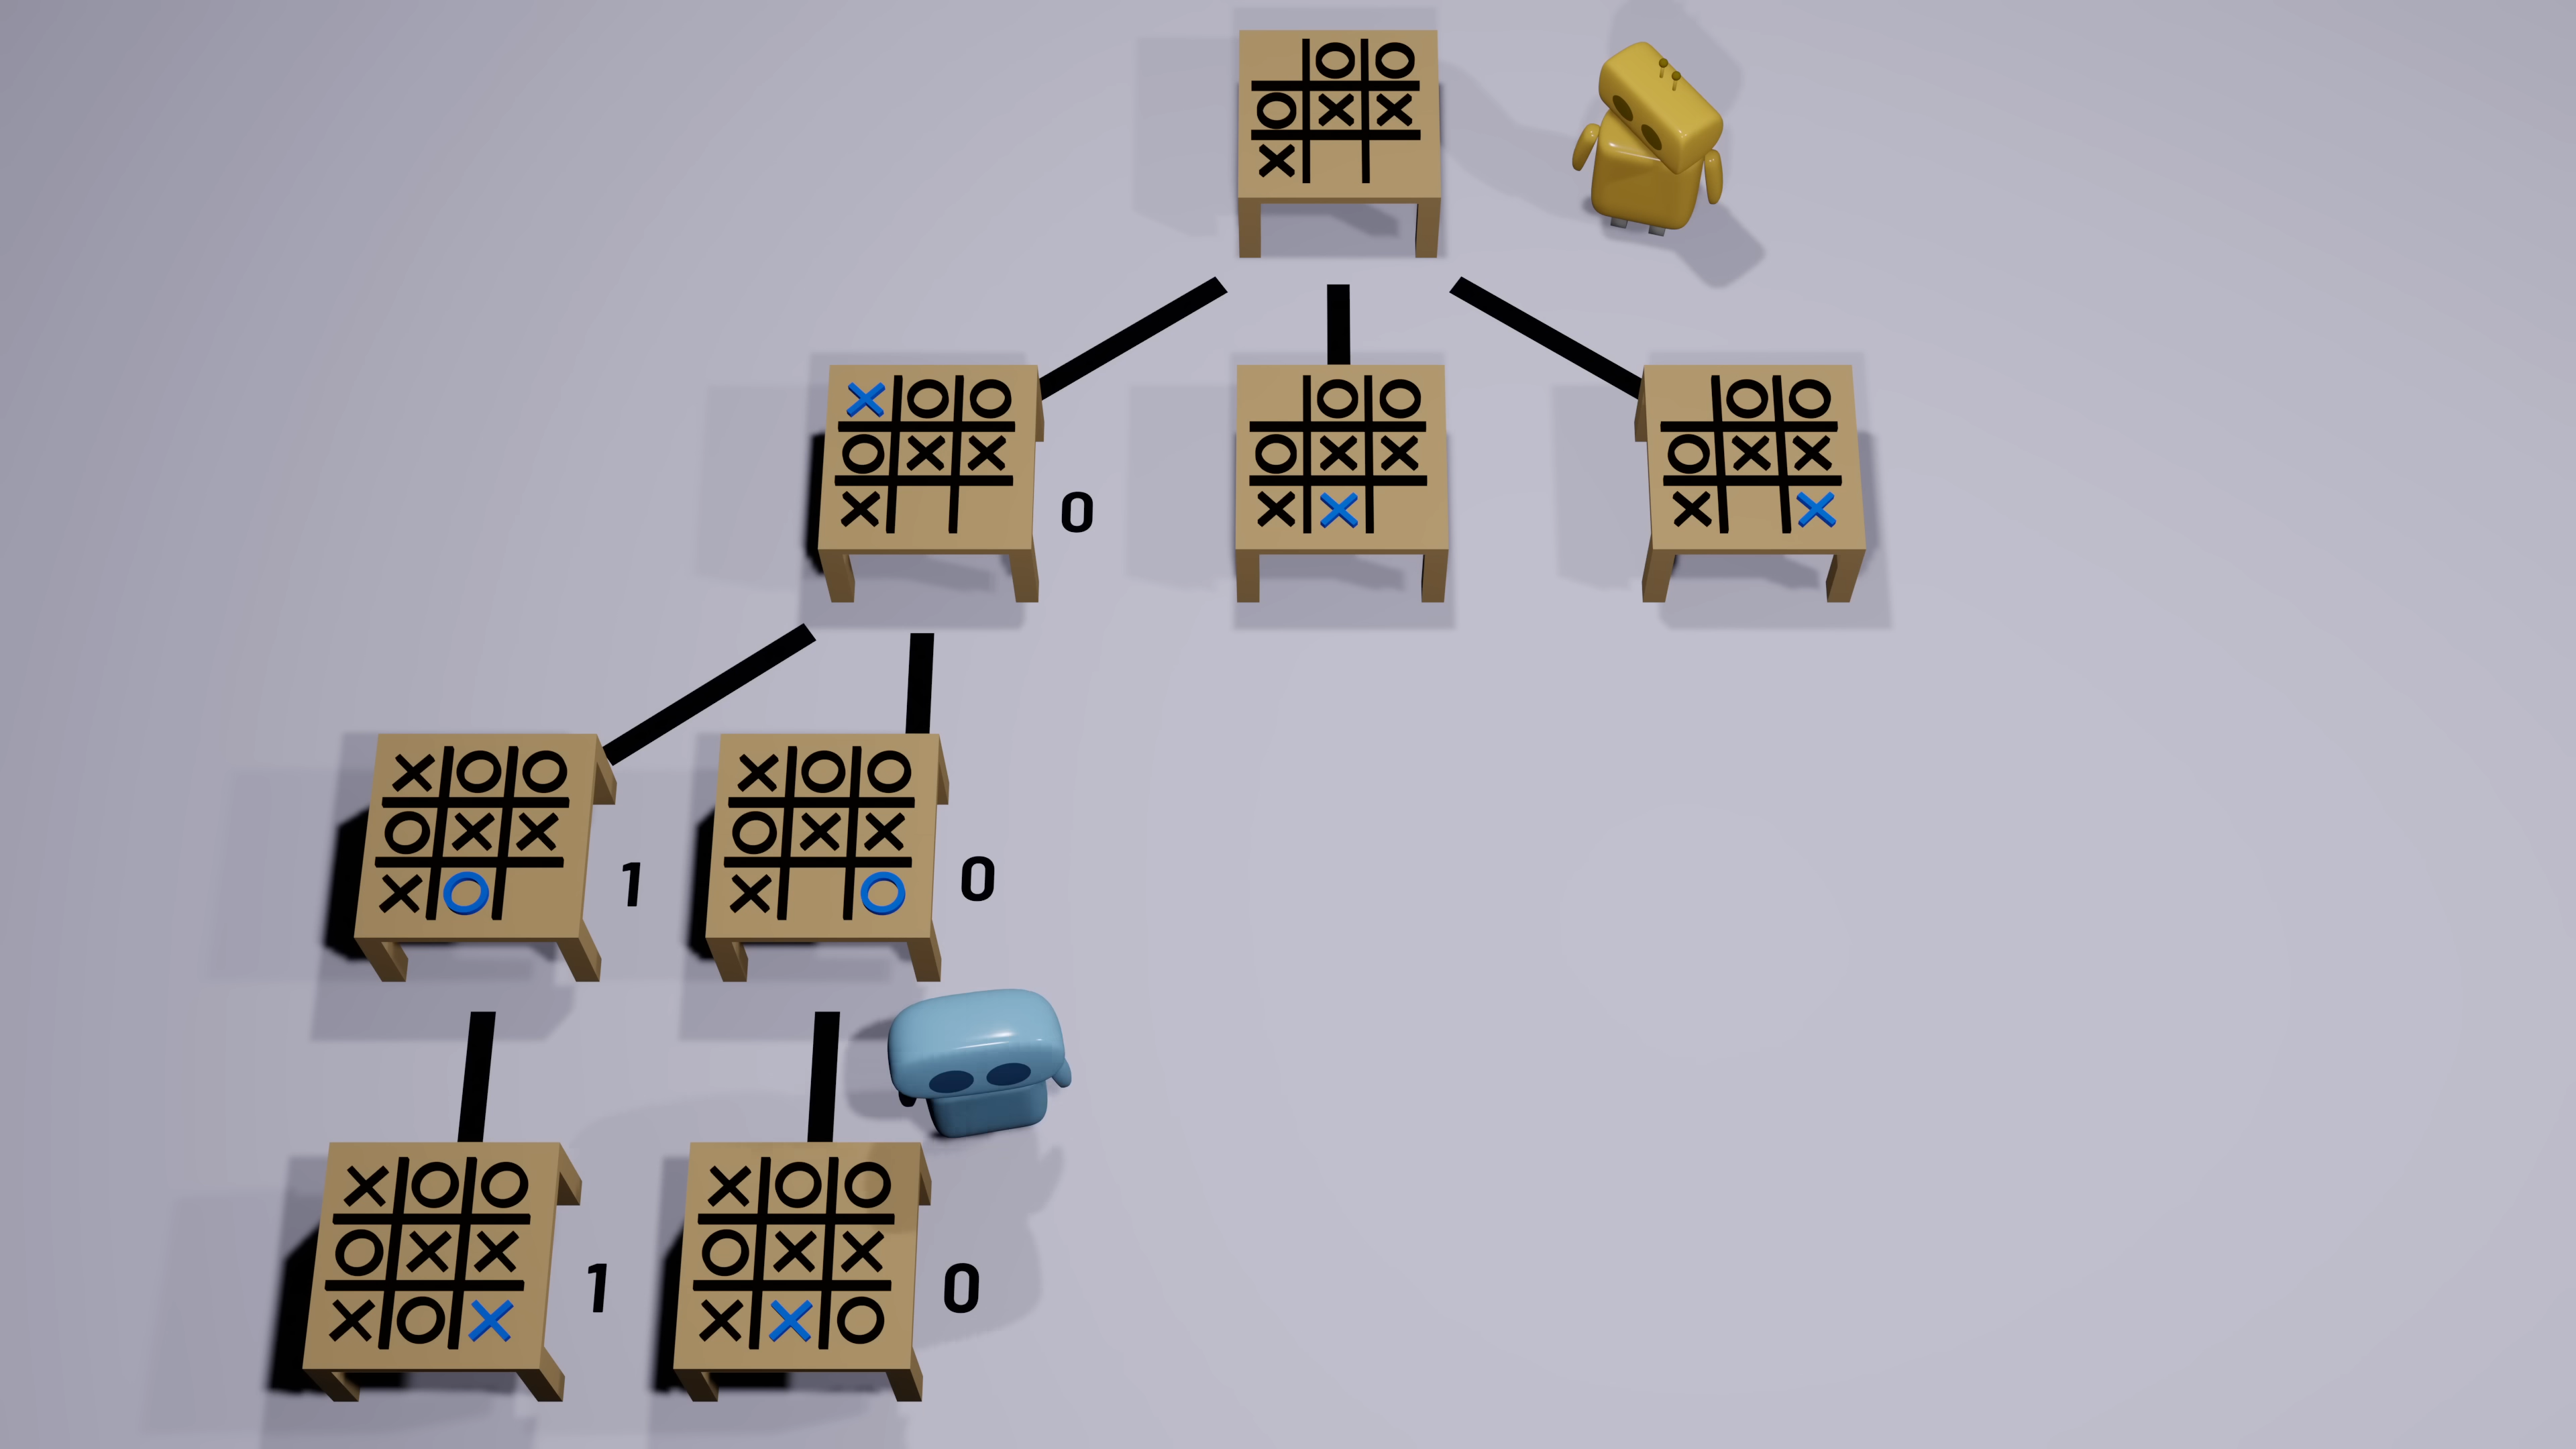 O O
O X X
X
X O O O O O O
O X X O X X O X X
X 0 X X X X
X O O X O O
O X X O X X
X O 1 X O 0
X O O X O O
O X X O X X
X O X 1 X X O 0